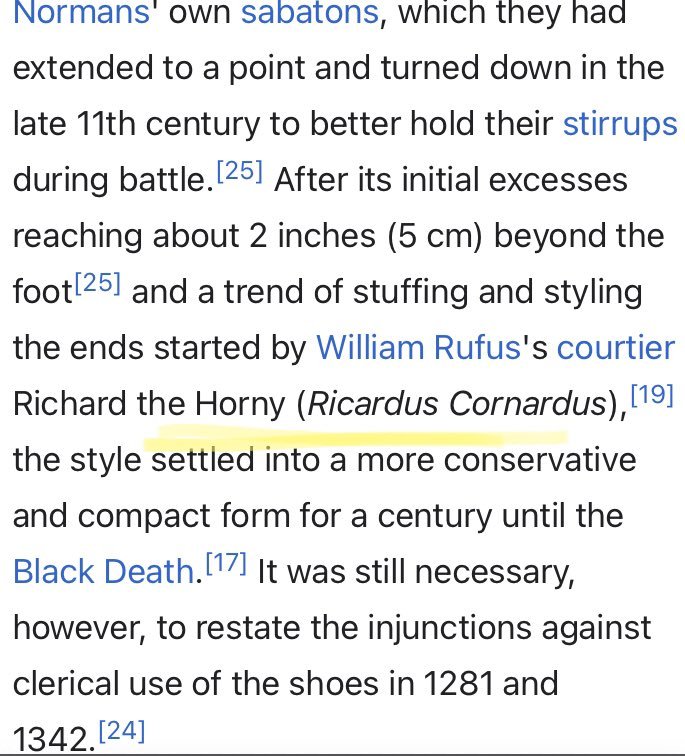 Normans' own sabatons, which they had
extended to a point and turned down in the
late 11th century to better hold their stirrups
during battle.[25] After its initial excesses
reaching about 2 inches (5 cm) beyond the
foot[25] and a trend of stuffing and styling
the ends started by William Rufus's courtier
Richard the Horny (Ricardus Cornardus),[19]
the style settled into a more conservative
and compact form for a century until the
Black Death.[17] It was still necessary,
however, to restate the injunctions against
clerical use of the shoes in 1281 and
1342.[24]